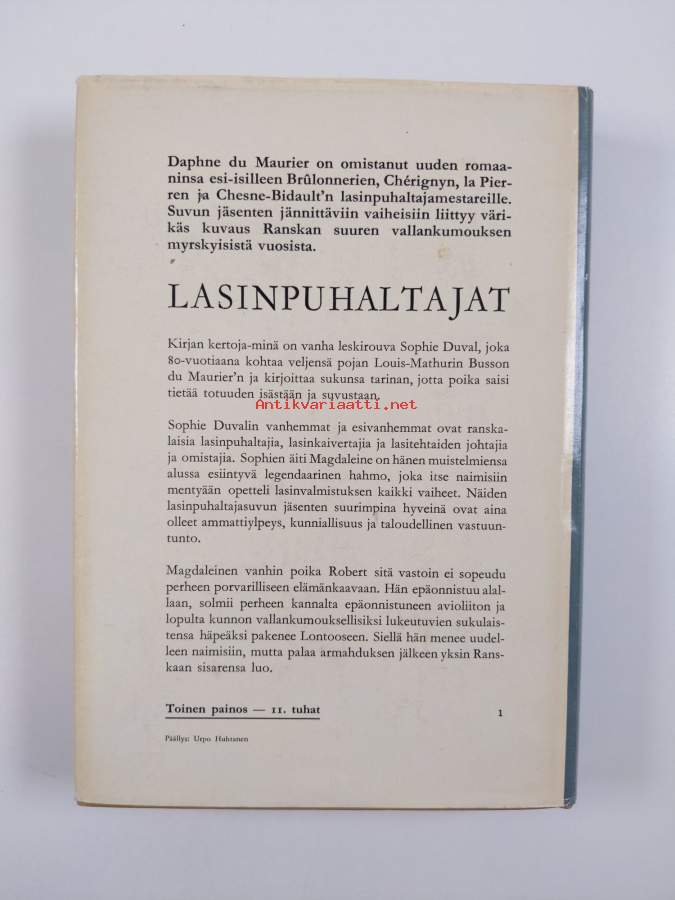 Daphne du Maurier on omistanut uuden romaa-
ninsa esi-isilleen Brûlonnerien, Chérignyn, la Pier-
ren ja Chesne-Bidault'n lasinpuhaltajamestareille.
Suvun jäsenten jännittäviin vaiheisiin liittyy väri-
käs kuvaus Ranskan suuren vallankumouksen
myrskyisistä vuosista.
LASINPUHALTAJAT
Kirjan kertoja-minä on vanha leskirouva Sophie Duval, joka
80-vuotiaana kohtaa veljensä pojan Louis-Mathurin Busson
du Maurier'n ja kirjoittaa sukunsa tarinan, jotta poika saisi
tietää totuuden isästään ja suvustaan.
Antikvariaatti.net
Sophie Duvalin vanhemmat ja esivanhemmat ovat ranska-
laisia lasinpuhaltajia, lasinkaivertajia ja lasitehtaiden johtajia
ja omistajia. Sophien äiti Magdaleine on hänen muistelmiensa
alussa esiintyvä legendaarinen hahmo, joka itse naimisiin
mentyään opetteli lasinvalmistuksen kaikki vaiheet. Näiden
lasinpuhaltajasuvun jäsenten suurimpina hyveinä ovat aina
olleet ammattiylpeys, kunniallisuus ja taloudellinen vastuun-
tunto.
Magdaleinen vanhin poika Robert sitä vastoin ei sopeudu
perheen porvarilliseen elämänkaavaan. Hän epäonnistuu alal-
laan, solmii perheen kannalta epäonnistuneen avioliiton ja
lopulta kunnon vallankumouksellisiksi lukeutuvien sukulais-
tensa häpeäksi pakenee Lontooseen. Siellä hän menee uudel-
leen naimisiin, mutta palaa armahduksen jälkeen yksin Rans-
kaan sisarensa luo.
Toinen painos — 11. tuhat
1
Päällys: Urpo Huhtanen